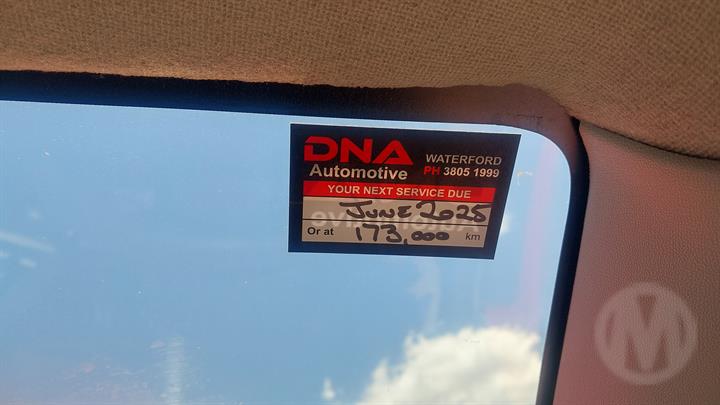 DNA
Automotive
WATERFORD
PH 3805 1999
YOUR NEXT SERVICE DUE
JUNE 2025
Or at 173,000 km
M